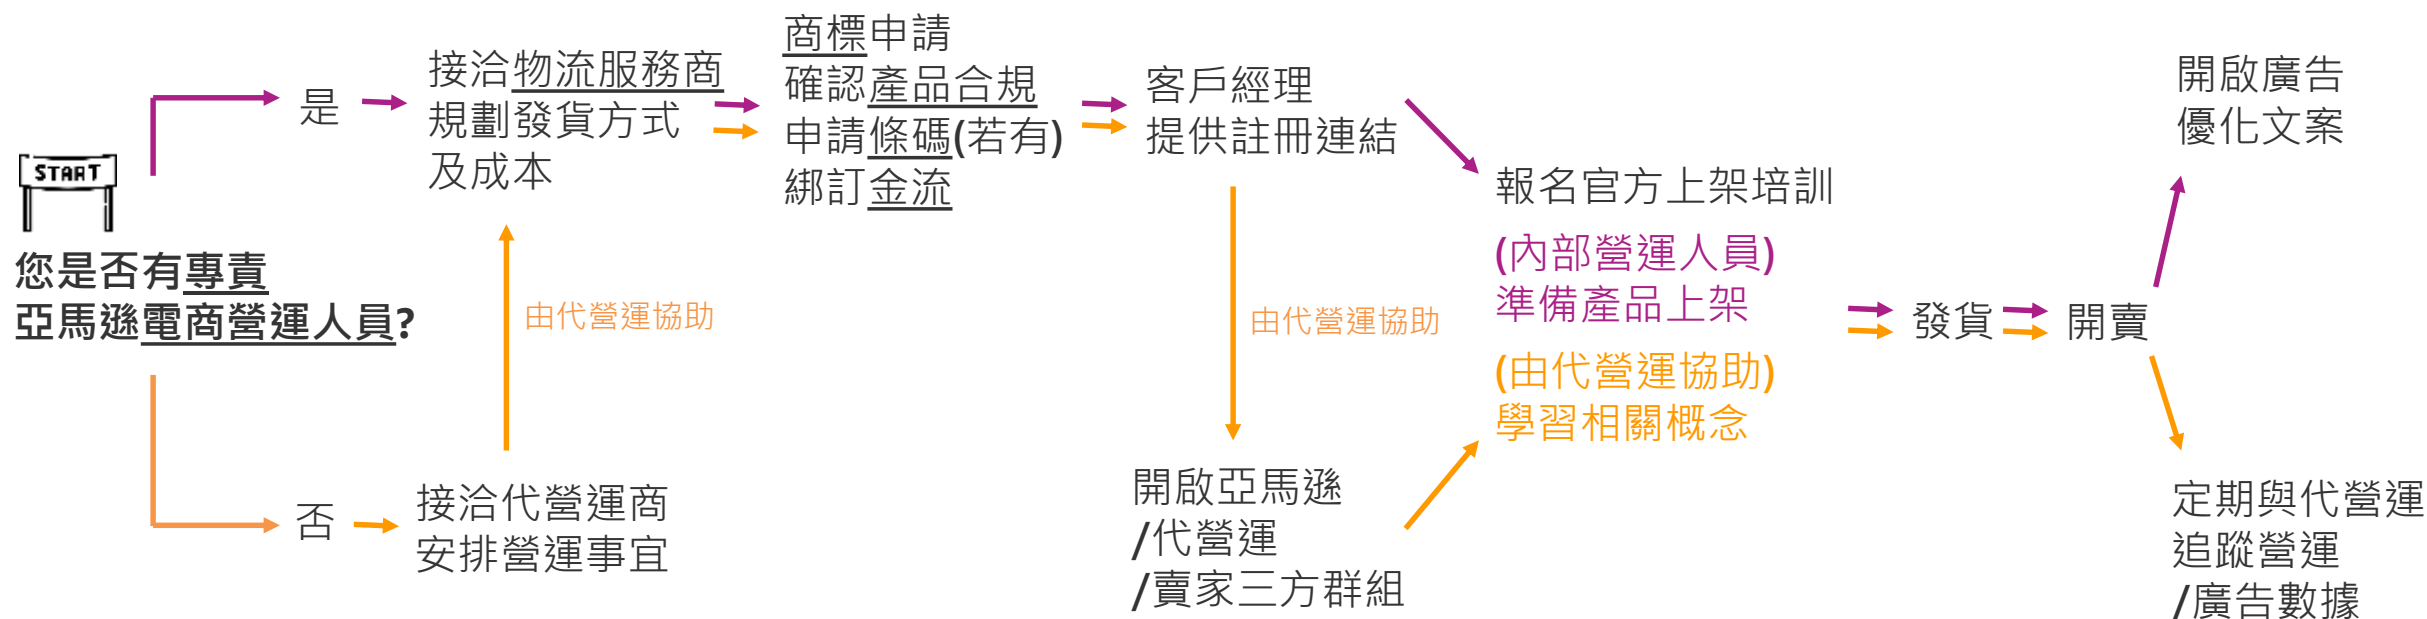 START
您是否有專責
亞馬遜電商營運人員?
是
接洽物流服務商
規劃發貨方式
及成本
否
接洽代營運商
安排營運事宜
由代營運協助
商標申請
確認產品合規
申請條碼(若有)
綁訂金流
客戶經理
提供註冊連結
由代營運協助
開啟亞馬遜
/代營運
/賣家三方群組
報名官方上架培訓
(內部營運人員)
準備產品上架
(由代營運協助)
學習相關概念
發貨
開賣
開啟廣告
優化文案
定期與代營運
追蹤營運
/廣告數據